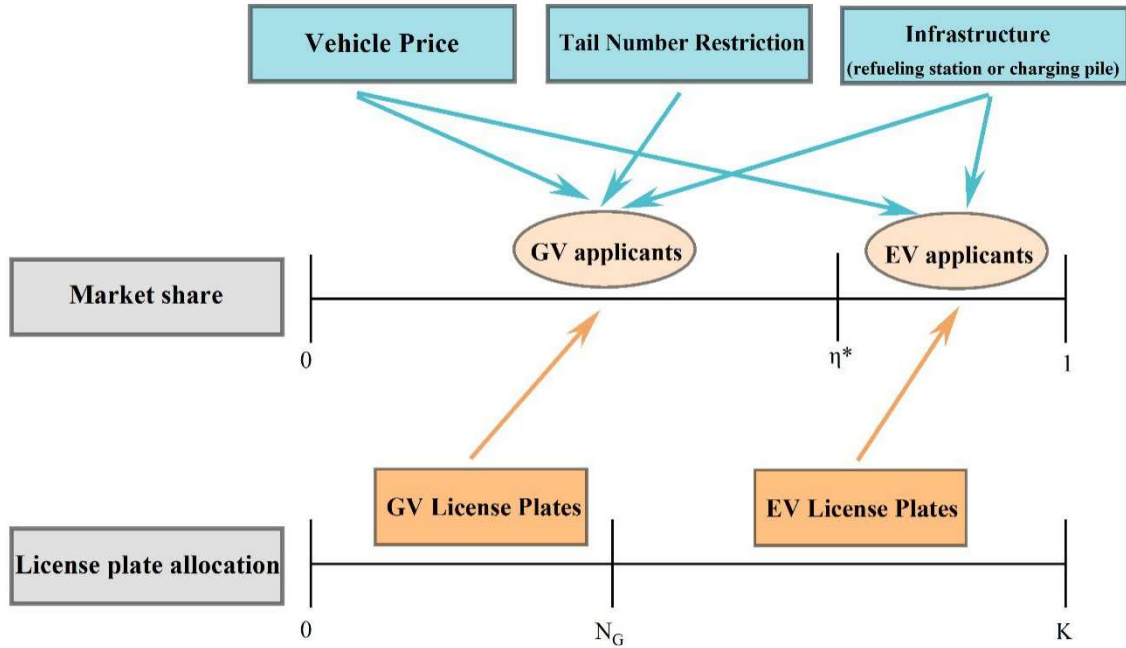 Vehicle Price
Tail Number Restriction
Infrastructure
(refueling station or charging pile)
GV applicants
EV applicants
Market share
0
η*
1
GV License Plates
EV License Plates
License plate allocation
0
N_G
K